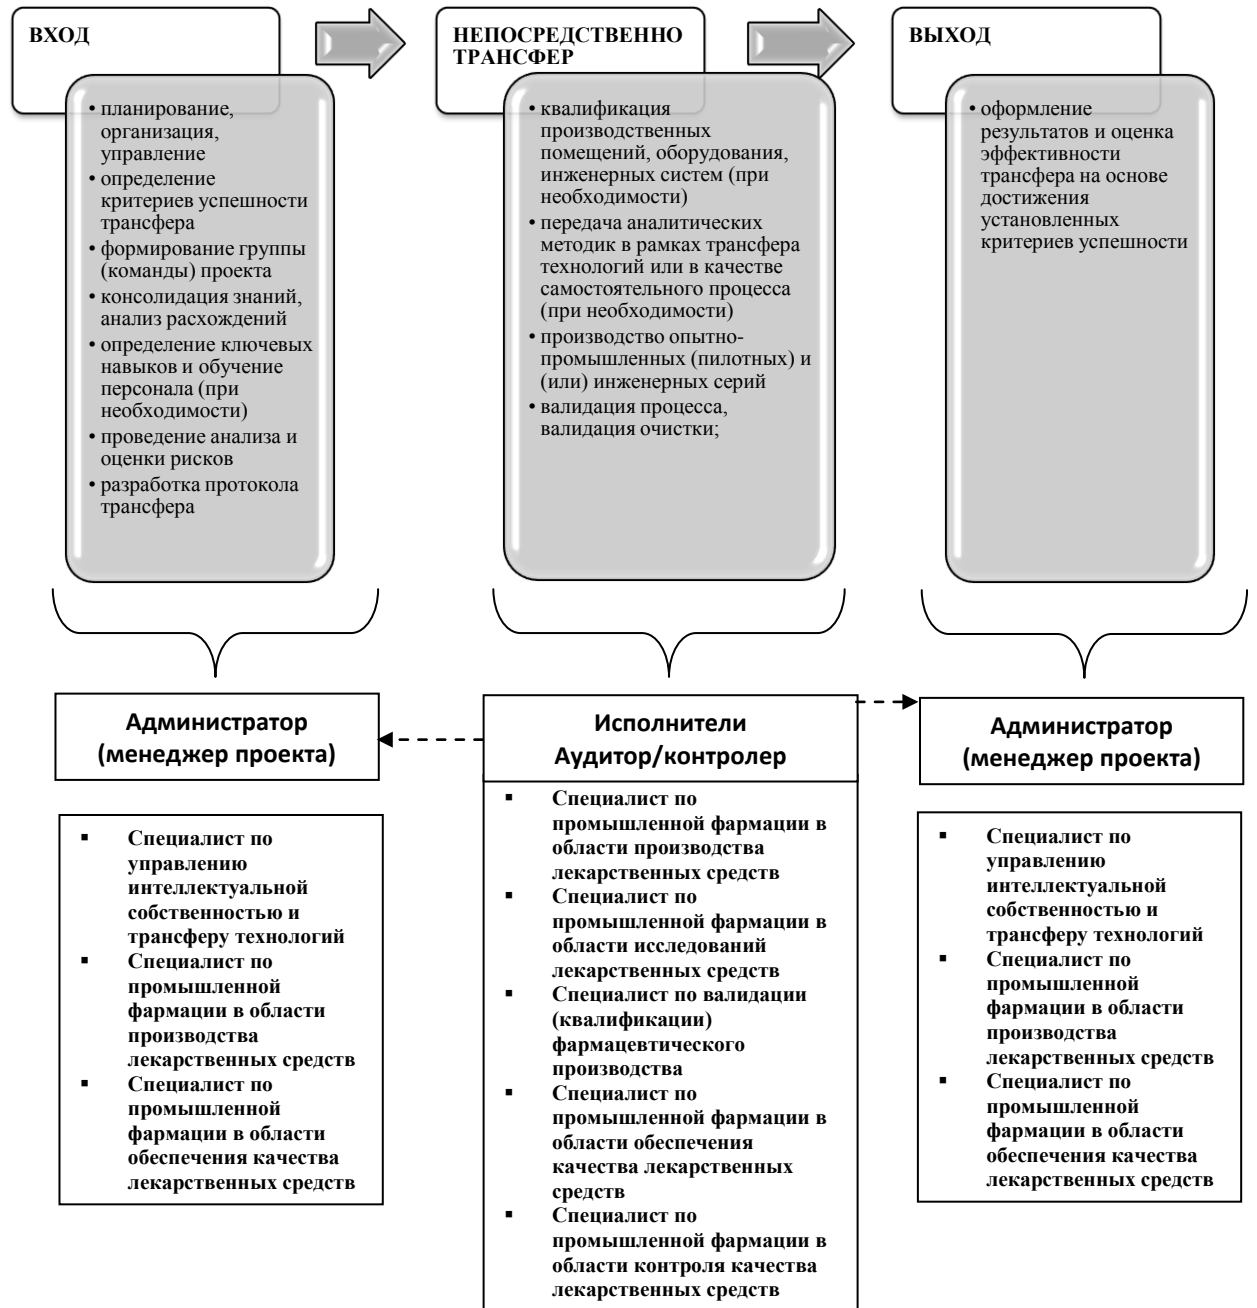 ВХОД
• планирование,
организация,
управление
• определение
критериев успешности
трансфера
• формирование группы
(команды) проекта
• консолидация знаний,
анализ расхождений
• определение ключевых
навыков и обучение
персонала (при
необходимости)
• проведение анализа и
оценки рисков
• разработка протокола
трансфера
НЕПОСРЕДСТВЕННО
ТРАНСФЕР
• квалификация
производственных
помещений, оборудования,
инженерных систем (при
необходимости)
• передача аналитических
методик в рамках трансфера
технологий или в качестве
самостоятельного процесса
(при необходимости)
• производство опытно-
промышленных (пилотных) и
(или) инженерных серий
• валидация процесса,
валидация очистки;
ВЫХОД
• оформление
результатов и оценка
эффективности
трансфера на основе
достижения
установленных
критериев успешности
Администратор
(менеджер проекта)
▪ Специалист по
управлению
интеллектуальной
собственностью и
трансферу технологий
▪ Специалист по
промышленной
фармации в области
производства
лекарственных средств
▪ Специалист по
промышленной
фармации в области
обеспечения качества
лекарственных средств
Исполнители
Аудитор/контролер
▪ Специалист по
промышленной фармации в
области производства
лекарственных средств
▪ Специалист по
промышленной фармации в
области исследований
лекарственных средств
▪ Специалист по валидации
(квалификации)
фармацевтического
производства
▪ Специалист по
промышленной фармации в
области обеспечения
качества лекарственных
средств
▪ Специалист по
промышленной фармации в
области контроля качества
лекарственных средств
Администратор
(менеджер проекта)
▪ Специалист по
управлению
интеллектуальной
собственностью и
трансферу технологий
▪ Специалист по
промышленной
фармации в области
производства
лекарственных средств
▪ Специалист по
промышленной
фармации в области
обеспечения качества
лекарственных средств